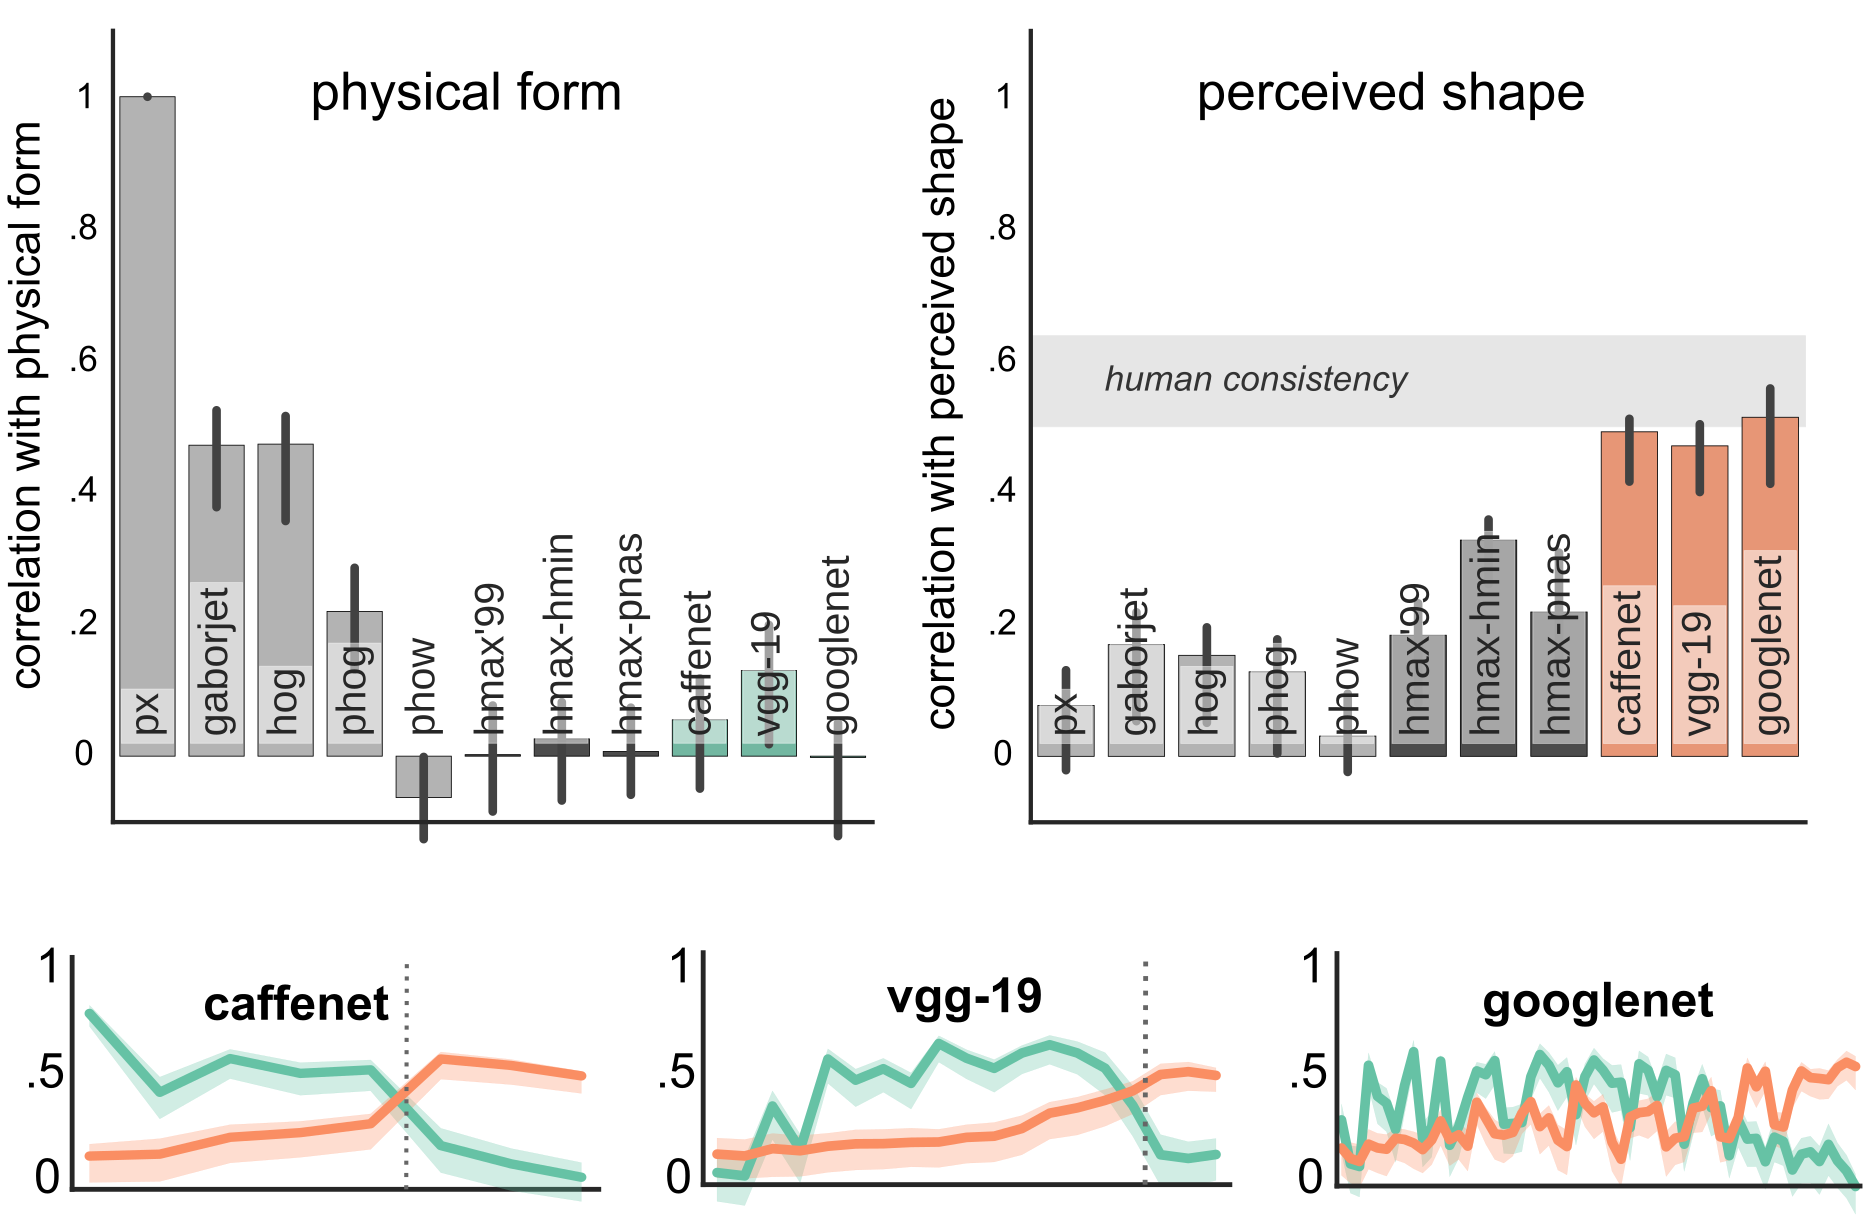 physical form
correlation with physical form
1
.8
.6
.4
.2
0
px
gaborjet
hog
phog
phow
hmax'99
hmax-hmin
hmax-pnas
caffenet
vgg-19
googlenet
perceived shape
correlation with perceived shape
1
.8
.6
.4
.2
0
human consistency
px
gaborjet
hog
phog
phow
hmax'99
hmax-hmin
hmax-pnas
caffenet
vgg-19
googlenet
caffenet
1
.5
0
vgg-19
1
.5
0
googlenet
1
.5
0